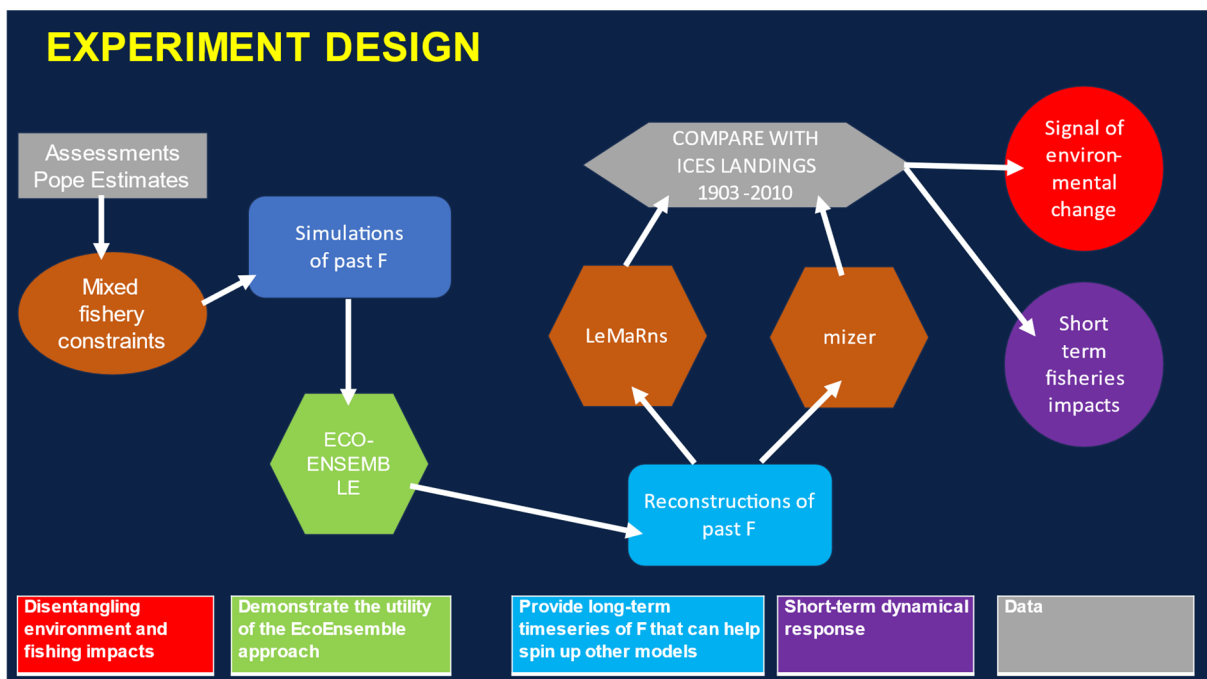 EXPERIMENT DESIGN
Assessments
Pope Estimates
Mixed
fishery
constraints
Simulations
of past F
ECO-
ENSEMB
LE
Reconstructions of
past F
LeMaRns
mizer
COMPARE WITH
ICES LANDINGS
1903 -2010
Signal of
environ-
mental
change
Short
term
fisheries
impacts
Disentangling
environment and
fishing impacts
Demonstrate the utility
of the EcoEnsemble
approach
Provide long-term
timeseries of F that can help
spin up other models
Short-term dynamical
response
Data